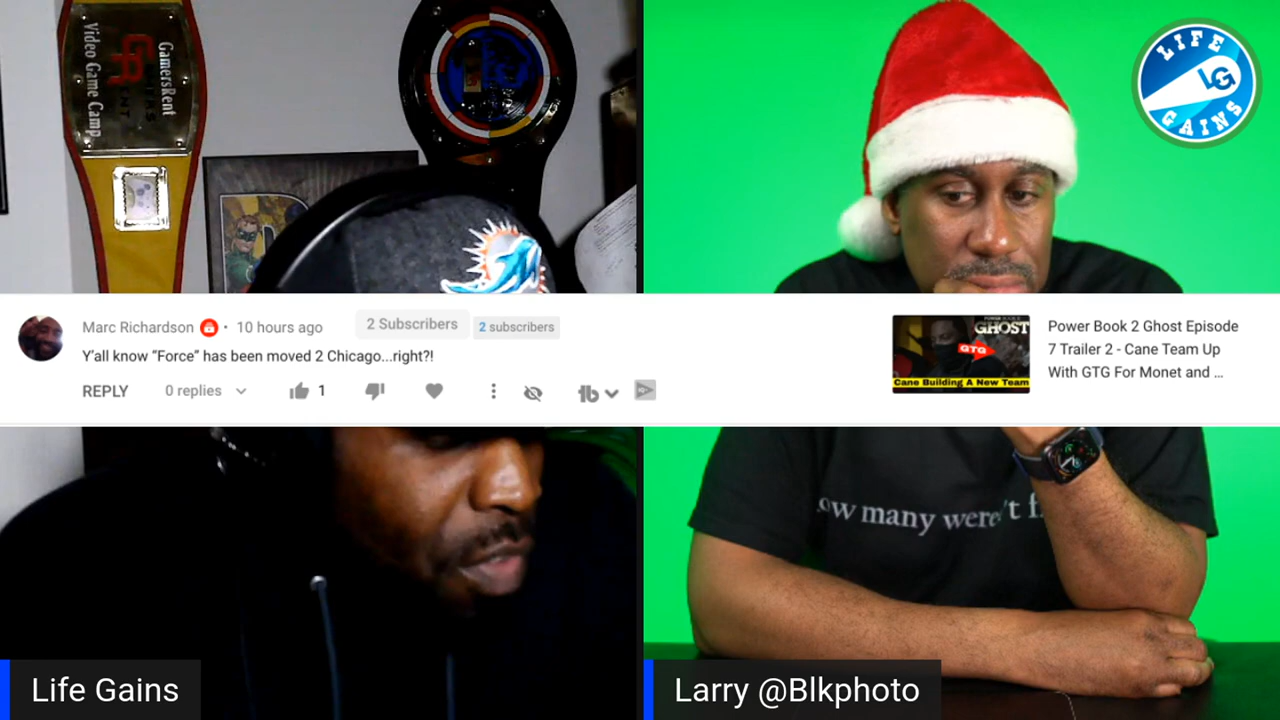 GamersRent
Video Game Camp
LIFE
LG
GAINS
Marc Richardson • 10 hours ago
2 Subscribers
2 subscribers
Y'all know “Force” has been moved 2 Chicago...right?!
REPLY
0 replies
1
GHOST
GTG
Cane Building A New Team
Power Book 2 Ghost Episode
7 Trailer 2 - Cane Team Up
With GTG For Monet and ...
ow many were 't f
Life Gains
Larry @Blkphoto